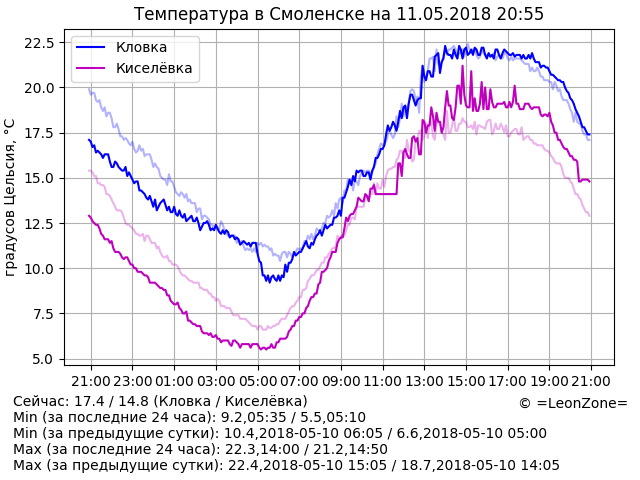 Температура в Смоленске на 11.05.2018 20:55
Кловка
Киселёвка
градусов Цельсия, °C
22.5
20.0
17.5
15.0
12.5
10.0
7.5
5.0
21:00 23:00 01:00 03:00 05:00 07:00 09:00 11:00 13:00 15:00 17:00 19:00 21:00
Сейчас: 17.4 / 14.8 (Кловка / Киселёвка)
© =LeonZone=
Min (за последние 24 часа): 9.2,05:35 / 5.5,05:10
Min (за предыдущие сутки): 10.4,2018-05-10 06:05 / 6.6,2018-05-10 05:00
Max (за последние 24 часа): 22.3,14:00 / 21.2,14:50
Max (за предыдущие сутки): 22.4,2018-05-10 15:05 / 18.7,2018-05-10 14:05